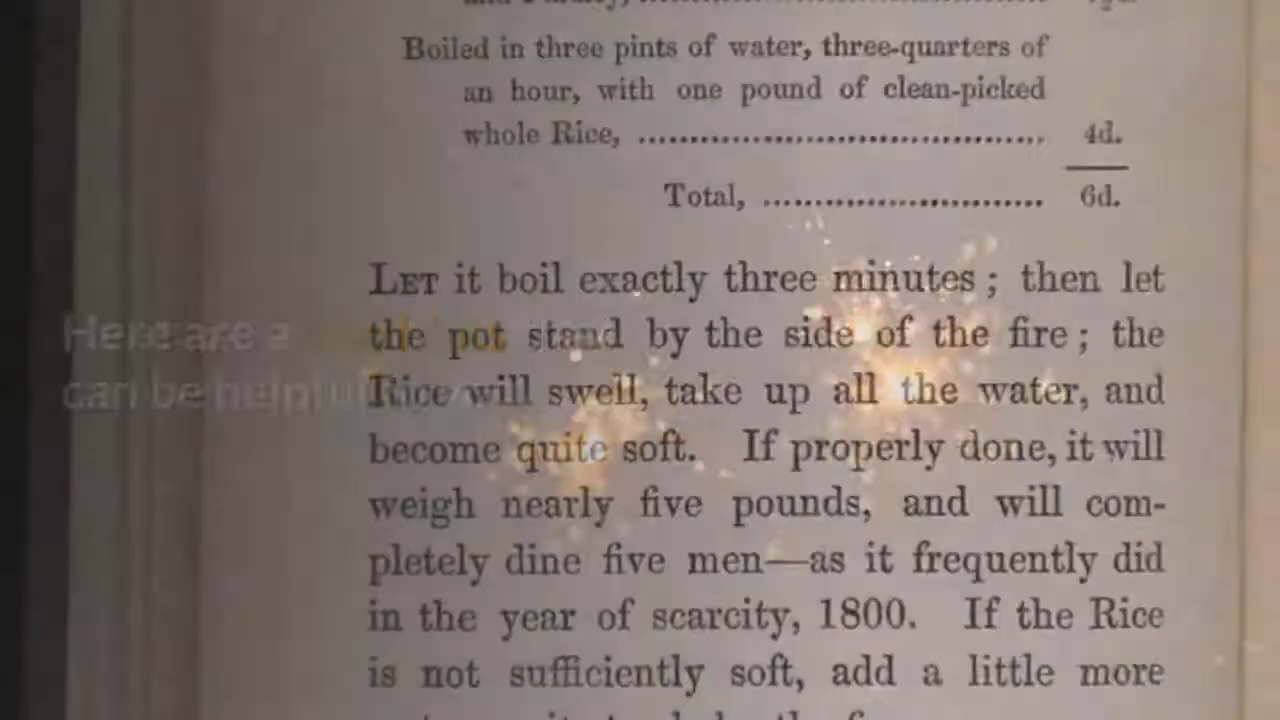 Boiled in three pints of water, three-quarters of
an hour, with one pound of clean-picked
whole Rice, ........................................ 4d.
Total, ............................ 6d.
LET it boil exactly three minutes ; then let
the pot stand by the side of the fire ; the
Rice will swell, take up all the water, and
become quite soft. If properly done, it will
weigh nearly five pounds, and will com-
pletely dine five men—as it frequently did
in the year of scarcity, 1800. If the Rice
is not sufficiently soft, add a little more
Here are a
can be